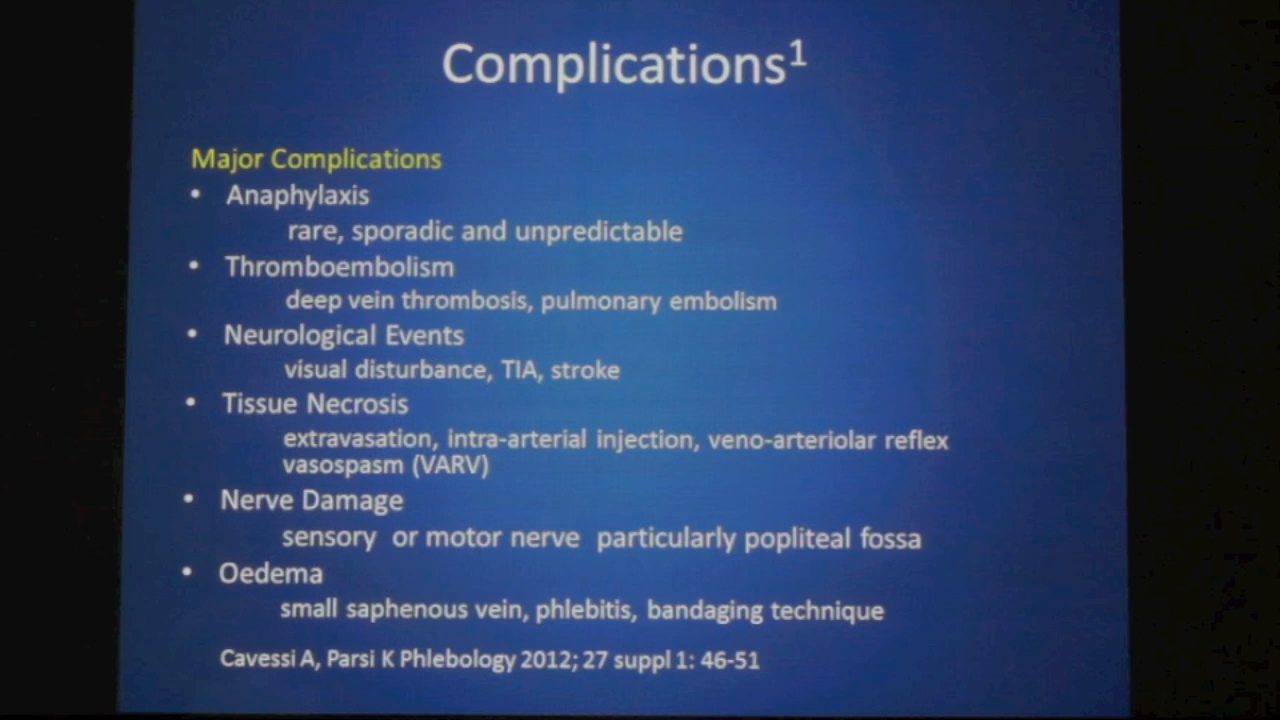 Complications¹
Major Complications
• Anaphylaxis
rare, sporadic and unpredictable
• Thromboembolism
deep vein thrombosis, pulmonary embolism
• Neurological Events
visual disturbance, TIA, stroke
• Tissue Necrosis
extravasation, intra-arterial injection, veno-arteriolar reflex
vasospasm (VARV)
• Nerve Damage
sensory or motor nerve particularly popliteal fossa
• Oedema
small saphenous vein, phlebitis, bandaging technique
Cavessi A, Parsi K Phlebology 2012; 27 suppl 1: 46-51